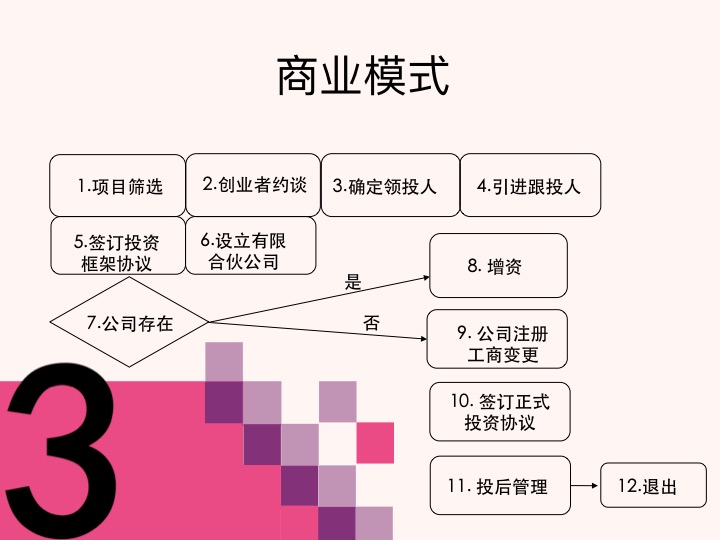 商业模式
1.项目筛选
2.创业者约谈
3.确定领投人
4.引进跟投人
5.签订投资
框架协议
6.设立有限
合伙公司
7.公司存在
是
否
8. 增资
9. 公司注册
工商变更
10. 签订正式
投资协议
11. 投后管理
12.退出
3